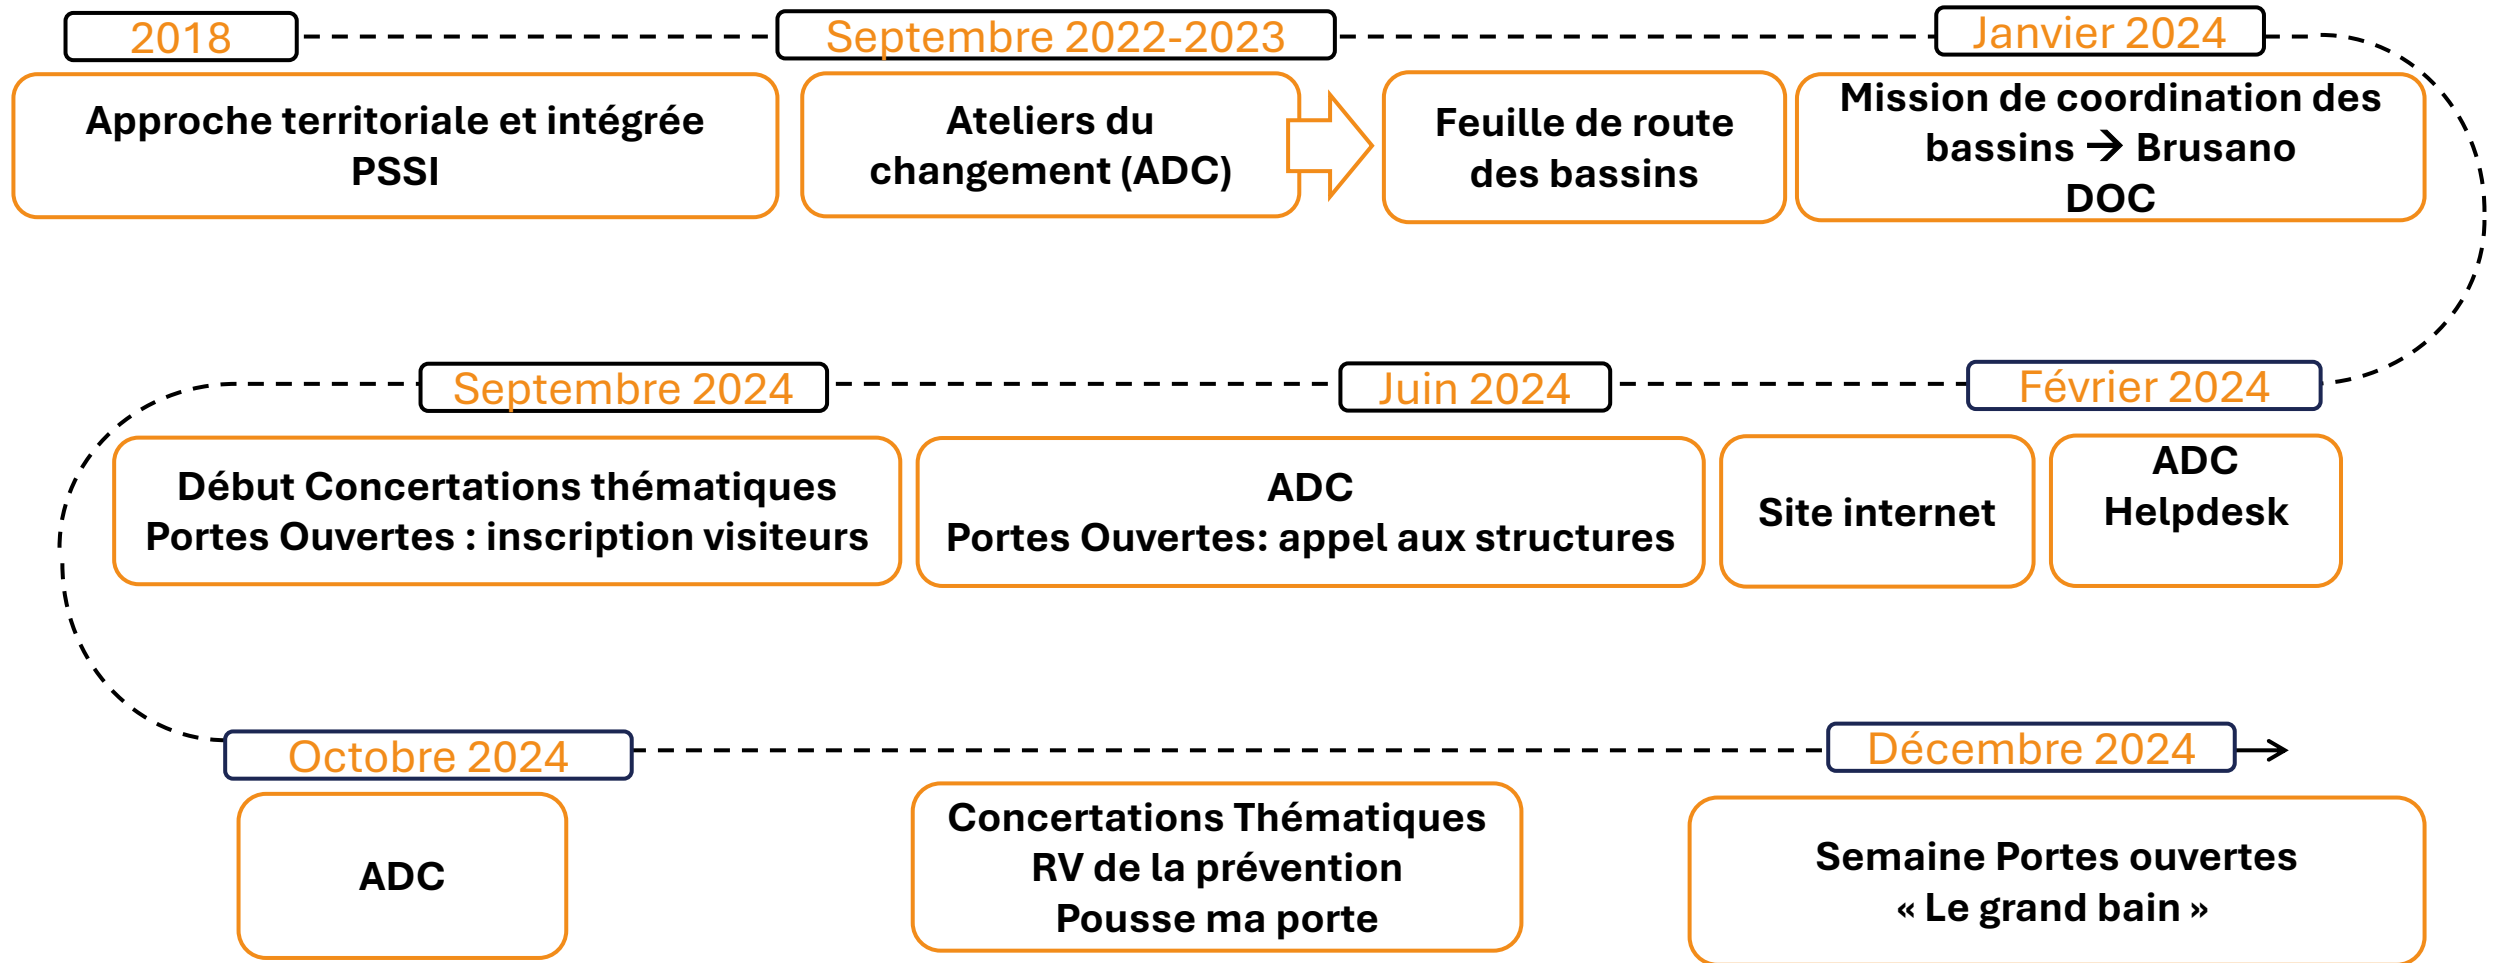 2018
Approche territoriale et intégrée
PSSI
Septembre 2022-2023
Ateliers du
changement (ADC)
Feuille de route
des bassins
Janvier 2024
Mission de coordination des
bassins → Brusano
DOC
Février 2024
ADC
Helpdesk
Site internet
Juin 2024
ADC
Portes Ouvertes: appel aux structures
Septembre 2024
Début Concertations thématiques
Portes Ouvertes : inscription visiteurs
Octobre 2024
ADC
Concertations Thématiques
RV de la prévention
Pousse ma porte
Décembre 2024
Semaine Portes ouvertes
« Le grand bain »